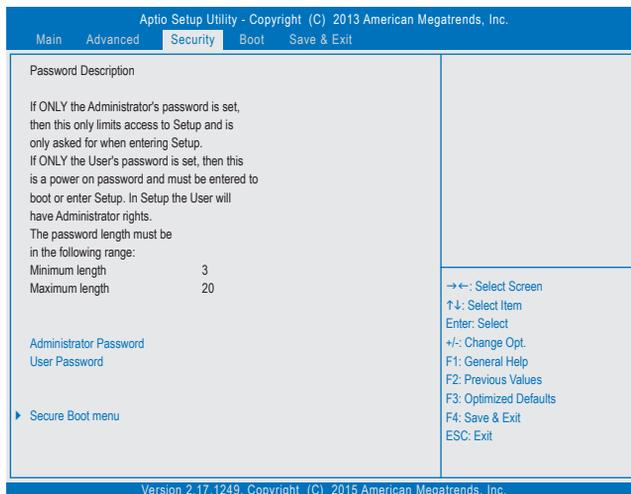 Aptio Setup Utility - Copyright (C) 2013 American Megatrends, Inc.
Main Advanced Security Boot Save & Exit
Password Description
If ONLY the Administrator's password is set,
then this only limits access to Setup and is
only asked for when entering Setup.
If ONLY the User's password is set, then this
is a power on password and must be entered to
boot or enter Setup. In Setup the User will
have Administrator rights.
The password length must be
in the following range:
Minimum length 3
Maximum length 20
Administrator Password
User Password
Secure Boot menu
→←: Select Screen
↑↓: Select Item
Enter: Select
+/-: Change Opt.
F1: General Help
F2: Previous Values
F3: Optimized Defaults
F4: Save & Exit
ESC: Exit
Version 2.17.1249. Copyright (C) 2015 American Megatrends, Inc.